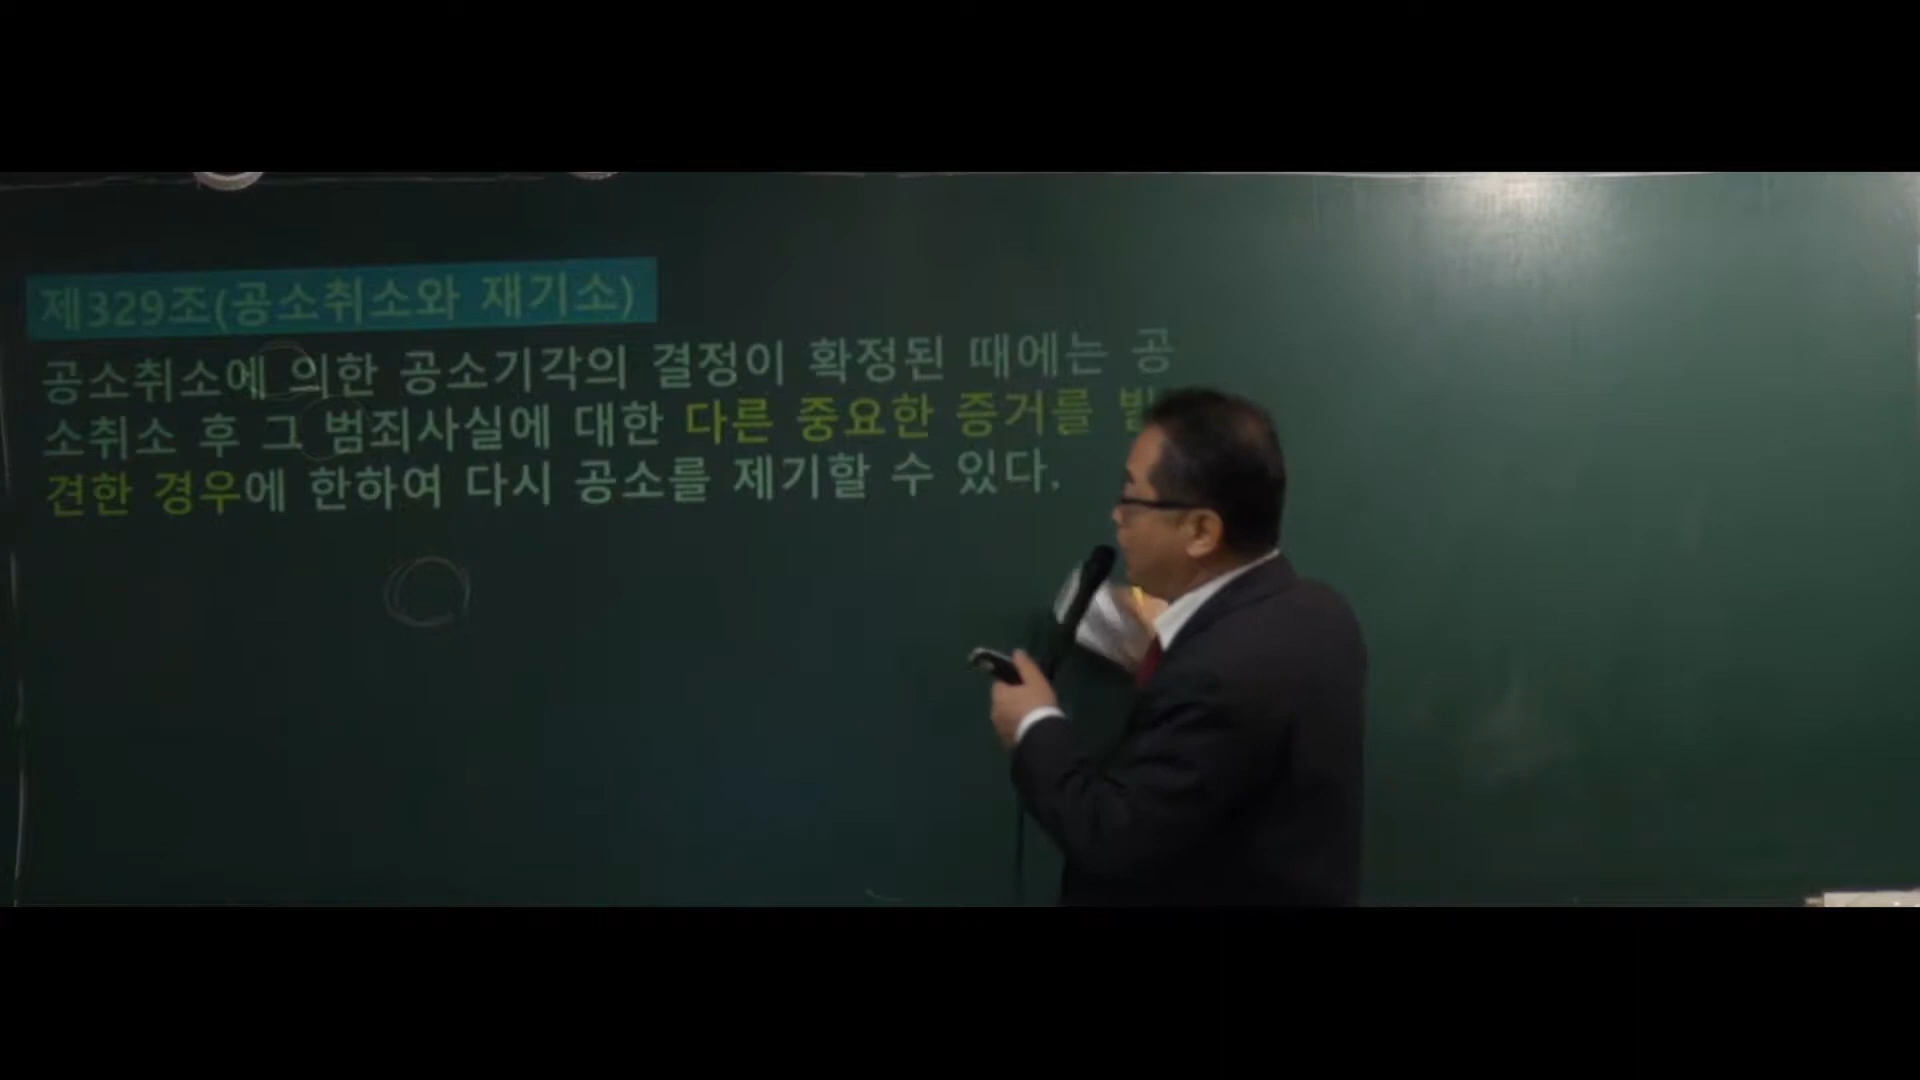 제329조(공소취소와 재기소)
공소취소에 의한 공소기각의 결정이 확정된 때에는 공
소취소 후 그 범죄사실에 대한 다른 중요한 증거를 발
견한 경우에 한하여 다시 공소를 제기할 수 있다.